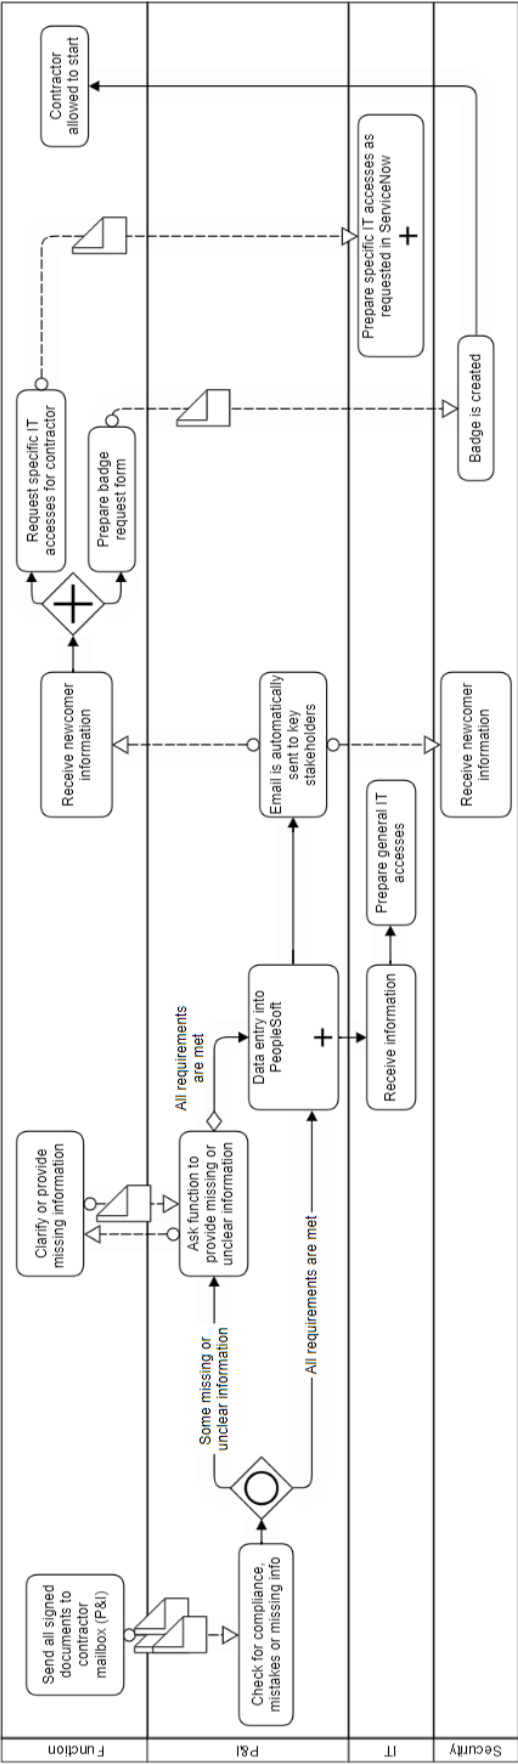 Function
Send all signed
documents to
contractor
mailbox (P&I)
Clarify or provide
missing information
Receive newcomer
information
Request specific IT
accesses for contractor
Prepare badge
request form
Contractor
allowed to start
P&I
Check for compliance,
mistakes or missing info
Some missing or
unclear information
All requirements are met
Ask function to
provide missing or
unclear information
All requirements
are met
Data entry into
PeopleSoft
Email is automatically
sent to key
stakeholders
IT
Receive information
Prepare general IT
accesses
Prepare specific IT accesses as
requested in ServiceNow
Security
Receive newcomer
information
Badge is created